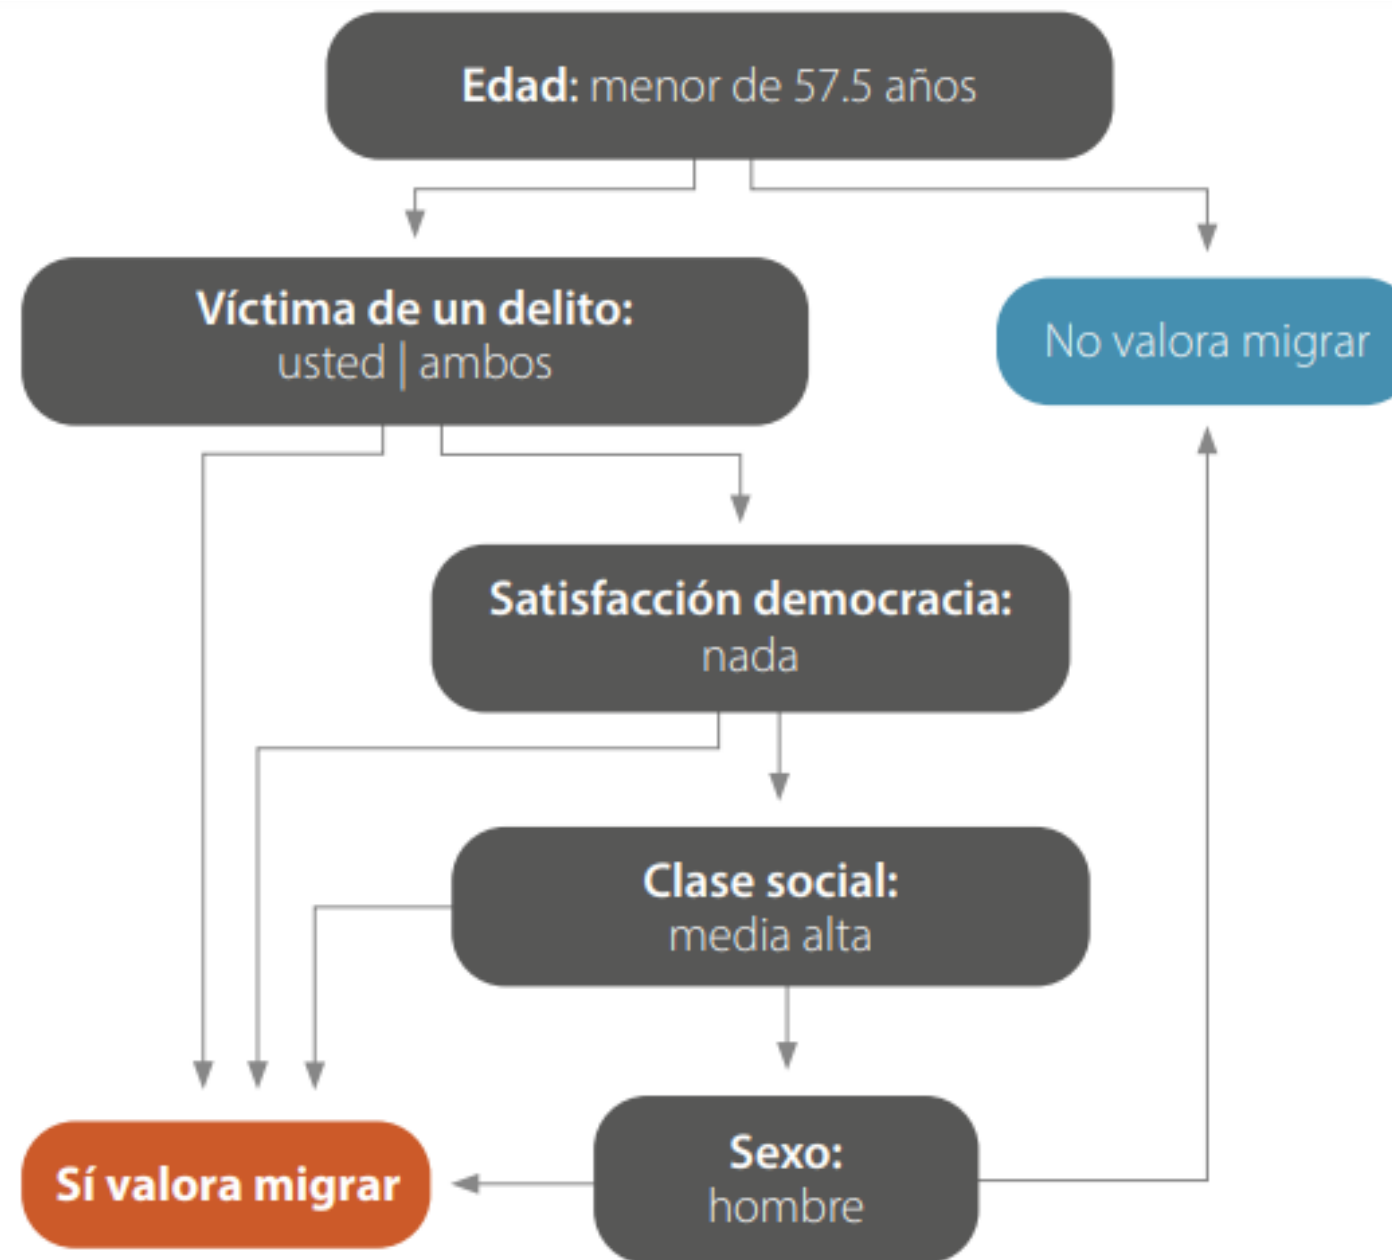 Edad: menor de 57.5 años
Víctima de un delito:
usted | ambos
No valora migrar
Satisfacción democracia:
nada
Clase social:
media alta
Sí valora migrar
Sexo:
hombre